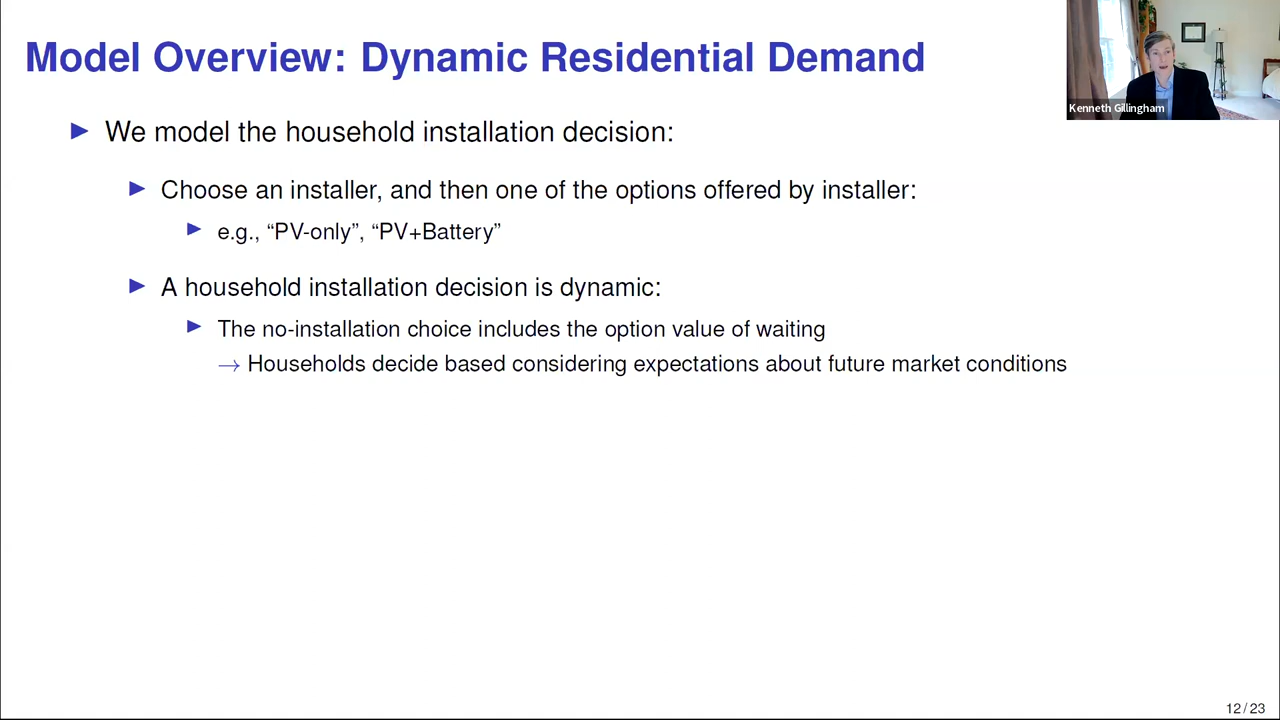 Model Overview: Dynamic Residential Demand
Kenneth Gillingham
We model the household installation decision:
Choose an installer, and then one of the options offered by installer:
e.g., “PV-only”, “PV+Battery”
A household installation decision is dynamic:
The no-installation choice includes the option value of waiting
→ Households decide based considering expectations about future market conditions
12 / 23